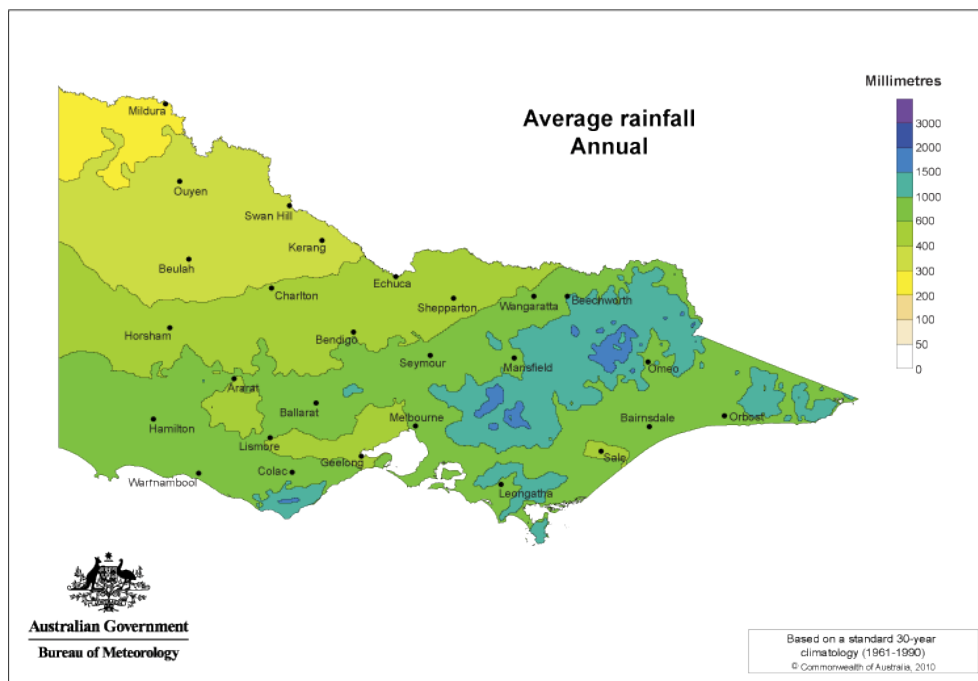 Average rainfall
Annual
Millimetres
3000
2000
1500
1000
600
400
300
200
100
50
0
Mildura
Ouyen
Swan Hill
Kerang
Beulah
Echuca
Charlton
Shepparton
Wangaratta
Beechworth
Horsham
Bendigo
Seymour
Mansfield
Omeo
Ararat
Ballarat
Melbourne
Bairnsdale
Orbost
Hamilton
Lismore
Geelong
Sale
Colac
Warrnambool
Leongatha
Australian Government
Bureau of Meteorology
Based on a standard 30-year
climatology (1961-1990)
© Commonwealth of Australia, 2010